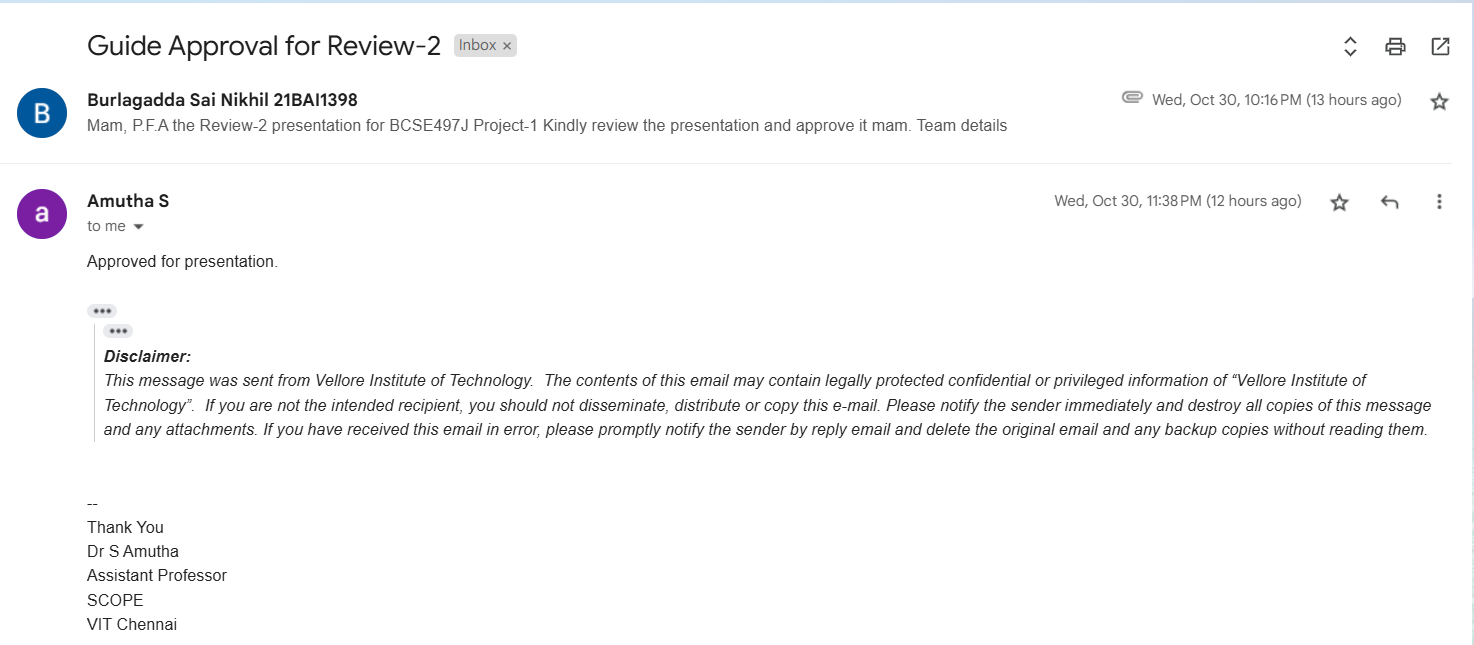 Guide Approval for Review-2 Inbox ×
B
Burlagadda Sai Nikhil 21BAI1398 Wed, Oct 30, 10:16 PM (13 hours ago)
Mam, P.F.A the Review-2 presentation for BCSE497J Project-1 Kindly review the presentation and approve it mam. Team details
a
Amutha S Wed, Oct 30, 11:38 PM (12 hours ago)
to me
Approved for presentation.
•••
•••
Disclaimer:
This message was sent from Vellore Institute of Technology.  The contents of this email may contain legally protected confidential or privileged information of “Vellore Institute of
Technology”.  If you are not the intended recipient, you should not disseminate, distribute or copy this e-mail. Please notify the sender immediately and destroy all copies of this message
and any attachments. If you have received this email in error, please promptly notify the sender by reply email and delete the original email and any backup copies without reading them.
--
Thank You
Dr S Amutha
Assistant Professor
SCOPE
VIT Chennai